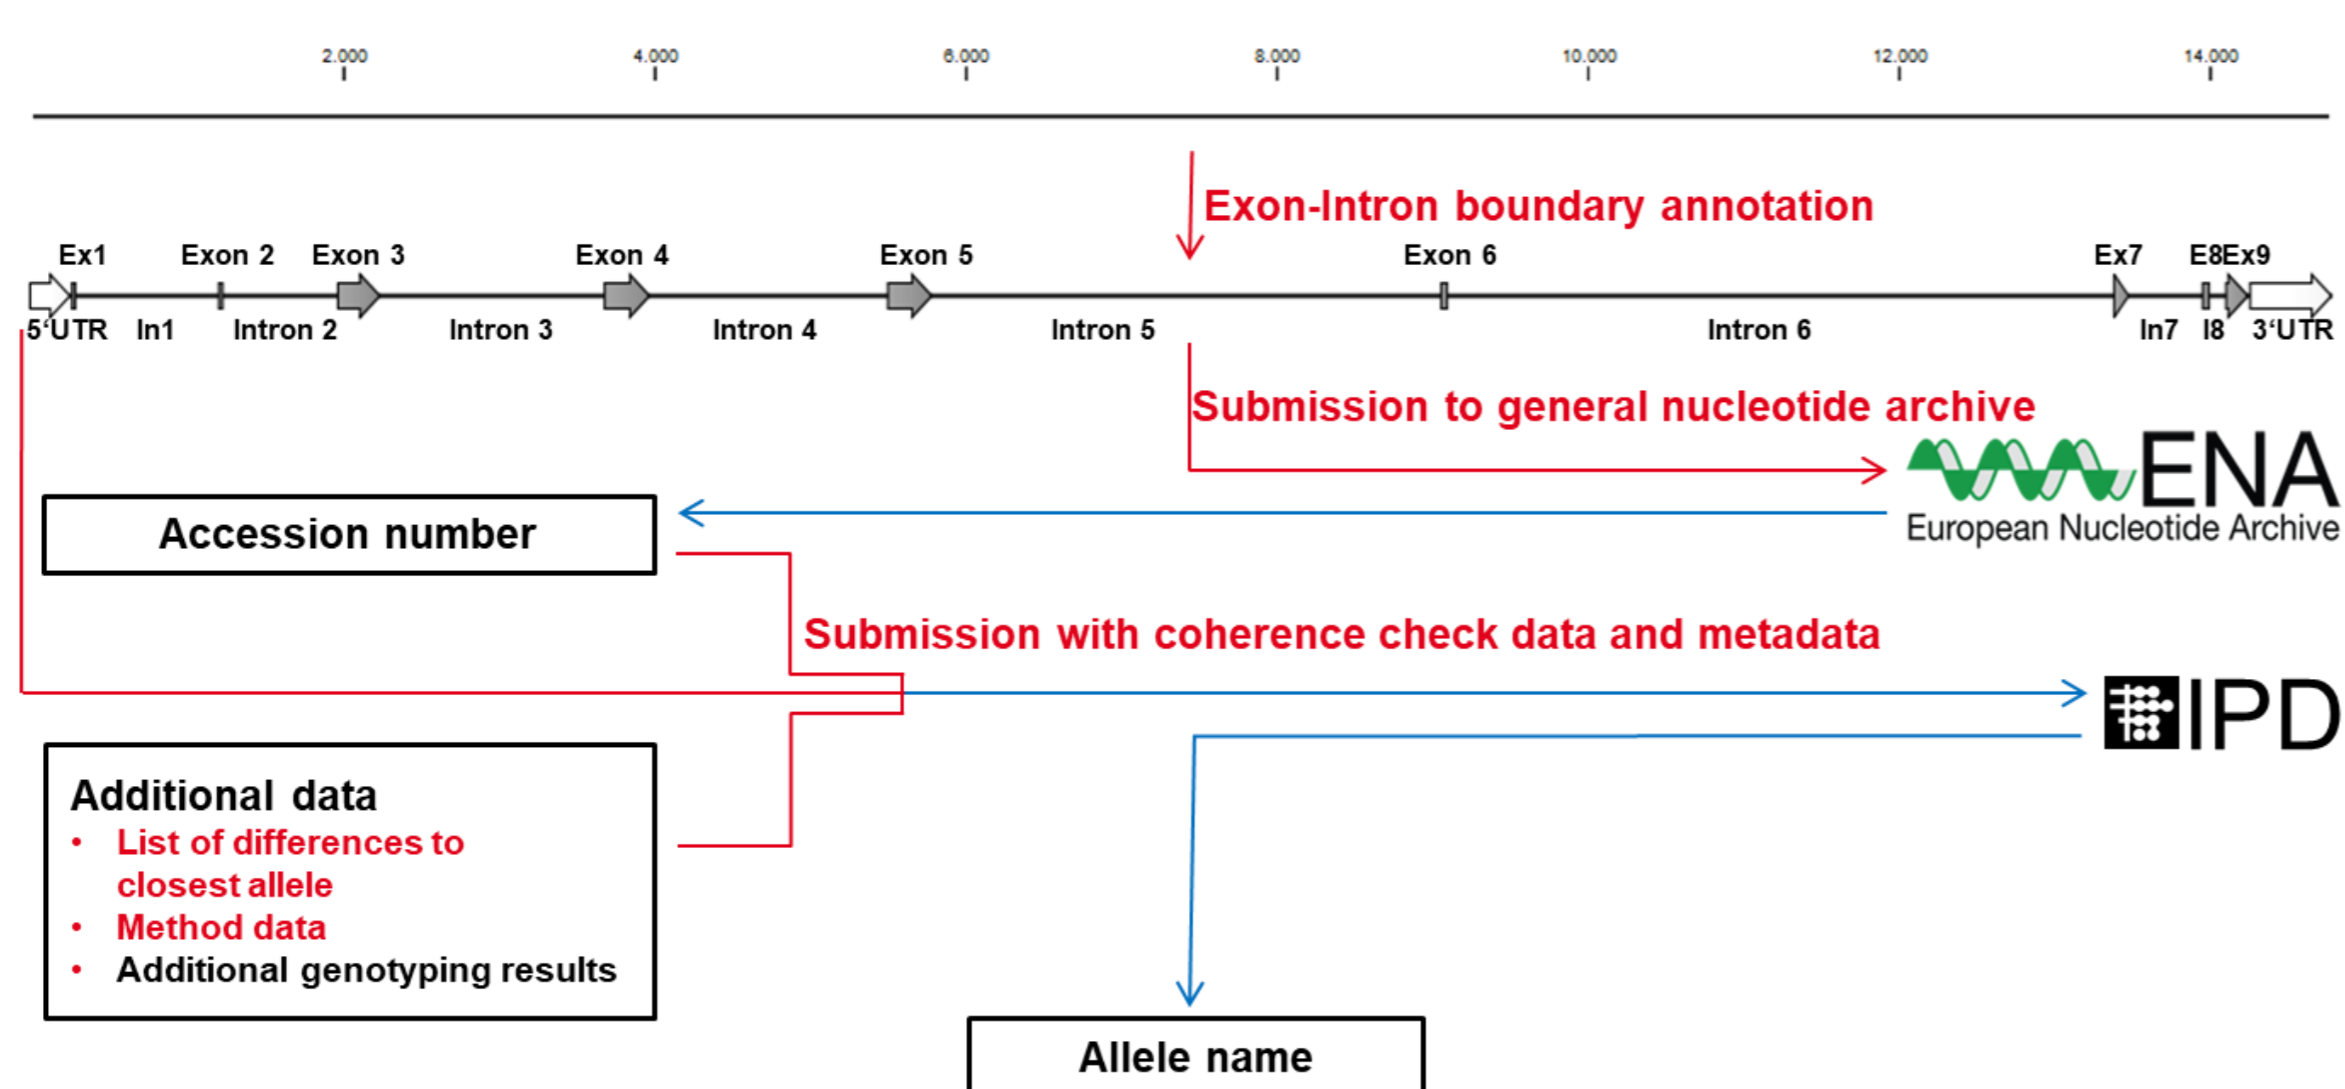 2.000 4.000 6.000 8.000 10.000 12.000 14.000
Exon-Intron boundary annotation
Ex1 Exon 2 Exon 3 Exon 4 Exon 5 Exon 6 Ex7 E8Ex9
5‘UTR In1 Intron 2 Intron 3 Intron 4 Intron 5 Intron 6 In7 I8 3‘UTR
Submission to general nucleotide archive
ENA
European Nucleotide Archive
Accession number
Submission with coherence check data and metadata
IPD
Additional data
• List of differences to
closest allele
• Method data
• Additional genotyping results
Allele name